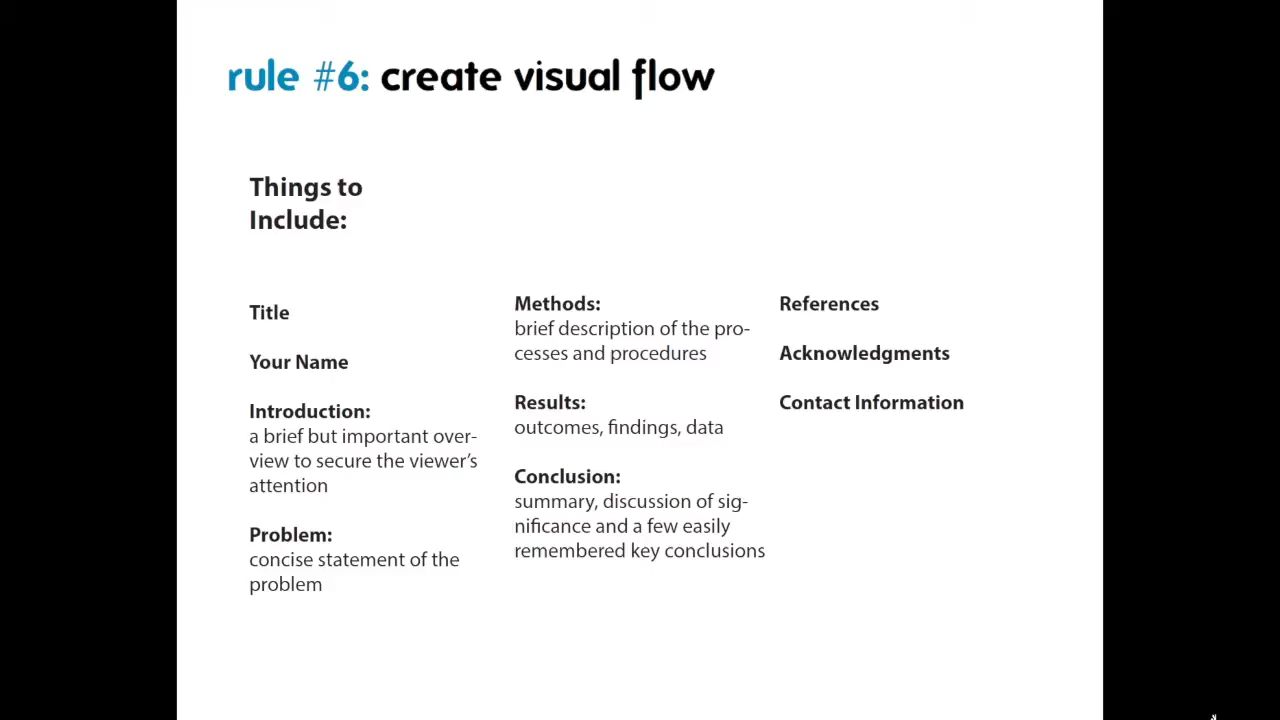 rule #6: create visual flow
Things to
Include:
Title
Your Name
Introduction:
a brief but important over-
view to secure the viewer’s
attention
Problem:
concise statement of the
problem
Methods:
brief description of the pro-
cesses and procedures
Results:
outcomes, findings, data
Conclusion:
summary, discussion of sig-
nificance and a few easily
remembered key conclusions
References
Acknowledgments
Contact Information